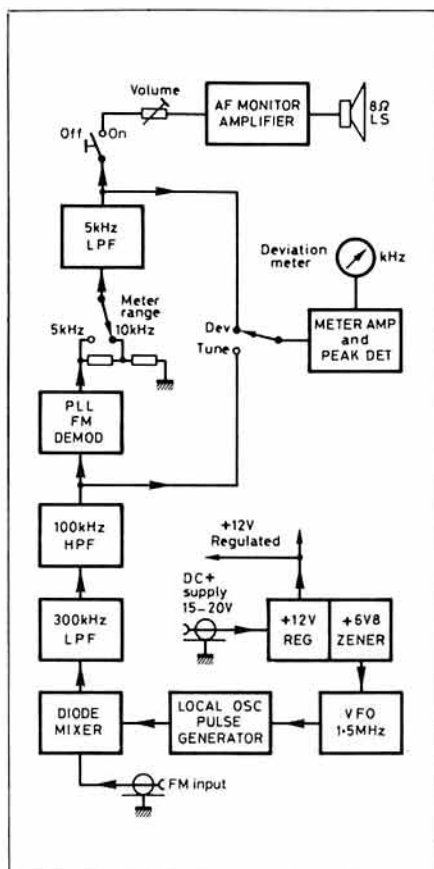 Volume
AF MONITOR
AMPLIFIER
8Ω
LS
Off
On
5kHz
LPF
Deviation
meter
kHz
Meter
range
5kHz
10kHz
Dev
Tune
METER AMP
and
PEAK DET
PLL
FM
DEMOD
100kHz
HPF
+12V
Regulated
DC+
supply
15–20V
300kHz
LPF
+12V
REG
+6V8
ZENER
DIODE
MIXER
LOCAL OSC
PULSE
GENERATOR
VFO
1·5MHz
FM input